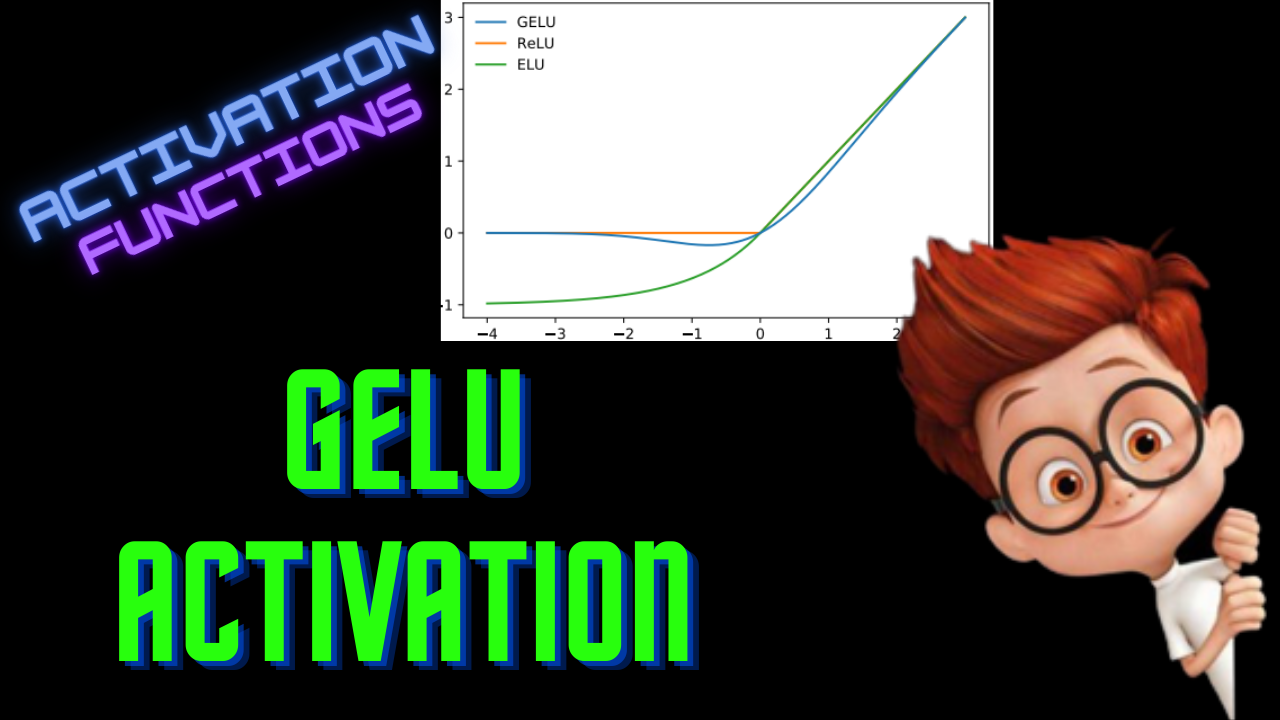 ACTIVATION
FUNCTIONS
GELU
ReLU
ELU
3
2
1
0
-1
−4 −3 −2 −1 0 1 2
GELU
ACTIVATION